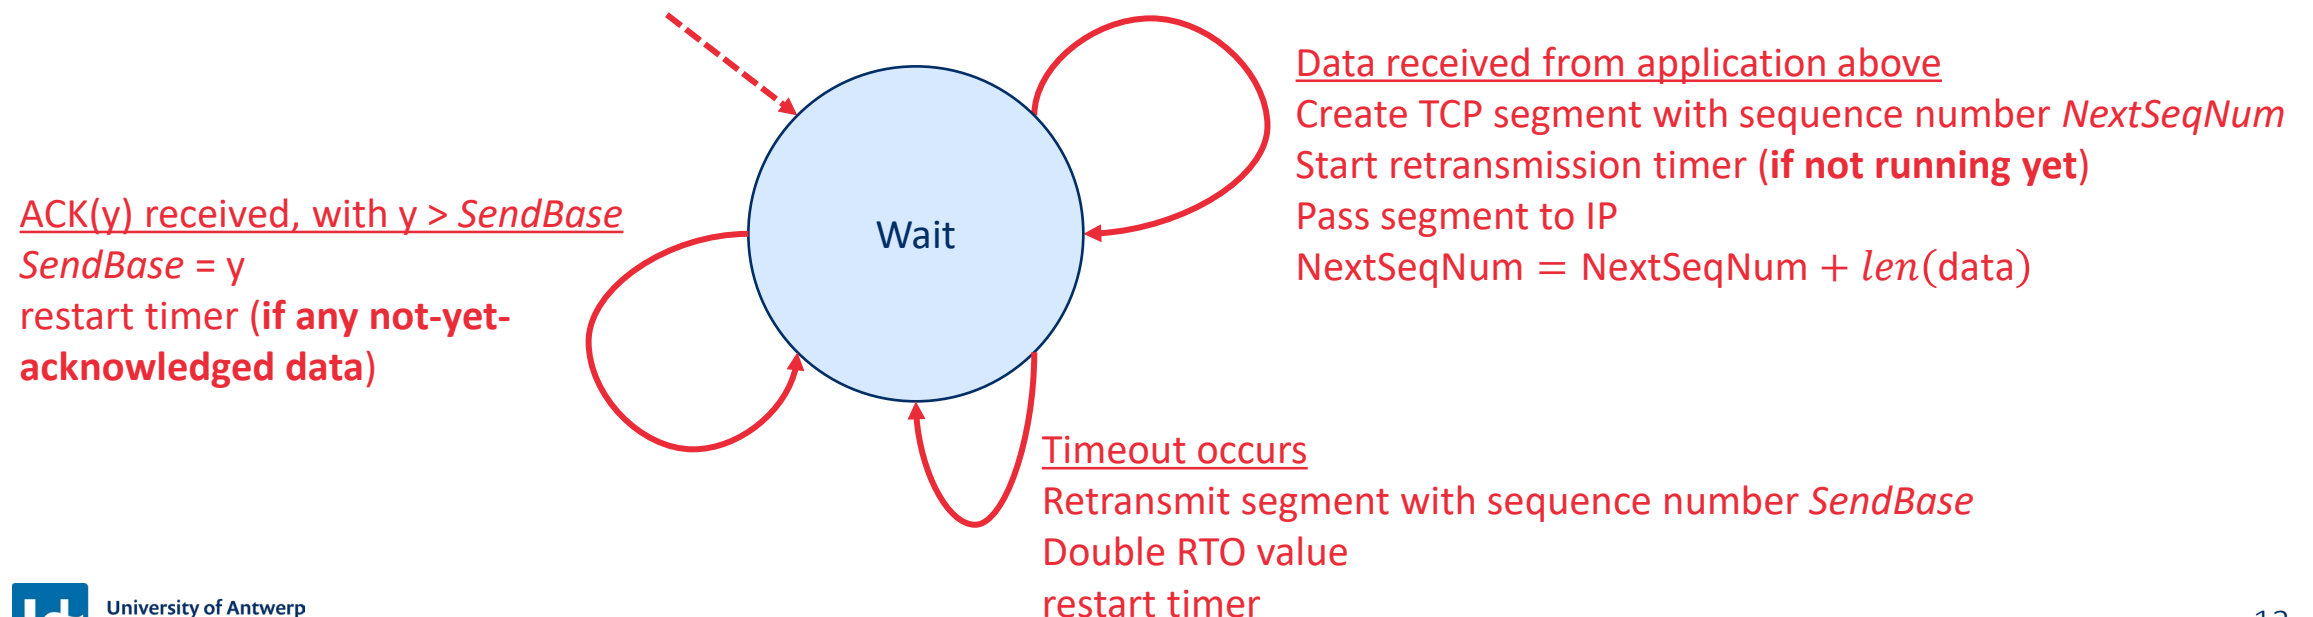 Data received from application above
Create TCP segment with sequence number NextSeqNum
Start retransmission timer (if not running yet)
Pass segment to IP
NextSeqNum = NextSeqNum + len(data)
ACK(y) received, with y > SendBase
SendBase = y
restart timer (if any not-yet-
acknowledged data)
Wait
Timeout occurs
Retransmit segment with sequence number SendBase
Double RTO value
restart timer
University of Antwerp